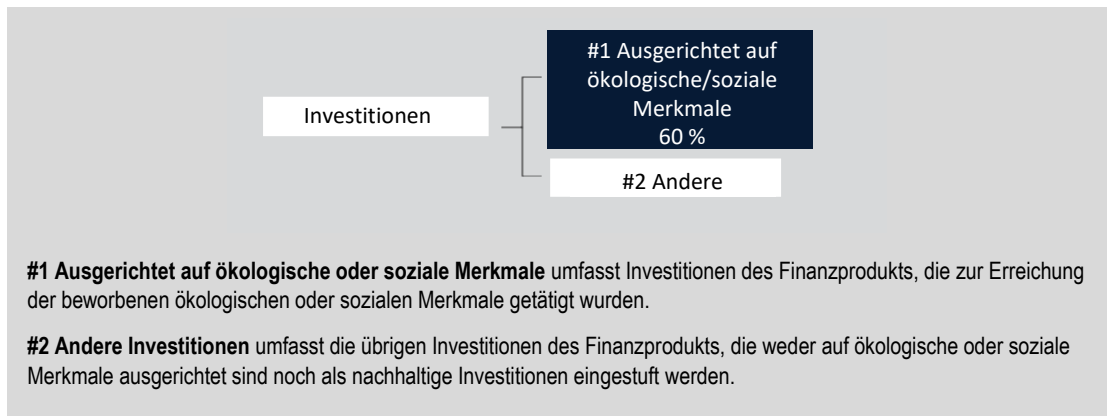 #1 Ausgerichtet auf
ökologische/soziale
Merkmale
60 %
Investitionen
#2 Andere
#1 Ausgerichtet auf ökologische oder soziale Merkmale umfasst Investitionen des Finanzprodukts, die zur Erreichung
der beworbenen ökologischen oder sozialen Merkmale getätigt wurden.
#2 Andere Investitionen umfasst die übrigen Investitionen des Finanzprodukts, die weder auf ökologische oder soziale
Merkmale ausgerichtet sind noch als nachhaltige Investitionen eingestuft werden.